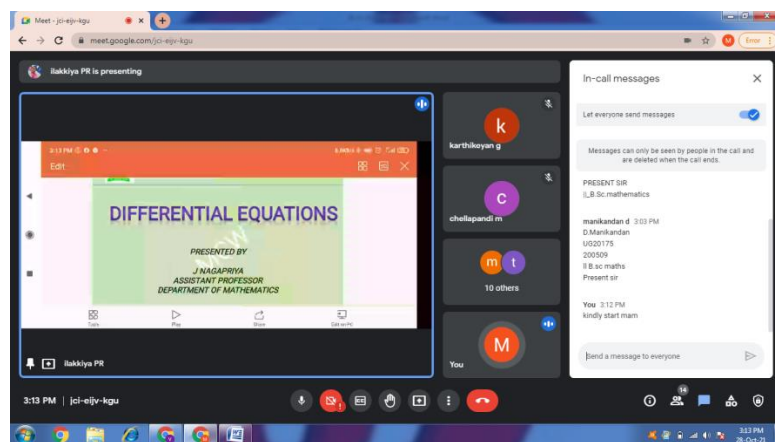 Meet - jci-eijv-kgu
meet.google.com/jci-eijv-kgu
M
Error
ilakkiya PR is presenting
3:13 PM
Edit
DIFFERENTIAL EQUATIONS
PRESENTED BY
J NAGAPRIYA
ASSISTANT PROFESSOR
DEPARTMENT OF MATHEMATICS
Tools
Play
Share
Edit on PC
ilakkiya PR
k
karthikeyan g
c
chellapandi m
m t
10 others
M
You
In-call messages
Let everyone send messages
Messages can only be seen by people in the call and
are deleted when the call ends.
PRESENT SIR
II_B.Sc.mathematics
manikandan d 3:03 PM
D.Manikandan
UG20175
200509
II B.sc maths
Present sir
You 3:12 PM
kindly start mam
Send a message to everyone
3:13 PM | jci-eijv-kgu
14
3:13 PM
28-Oct-21